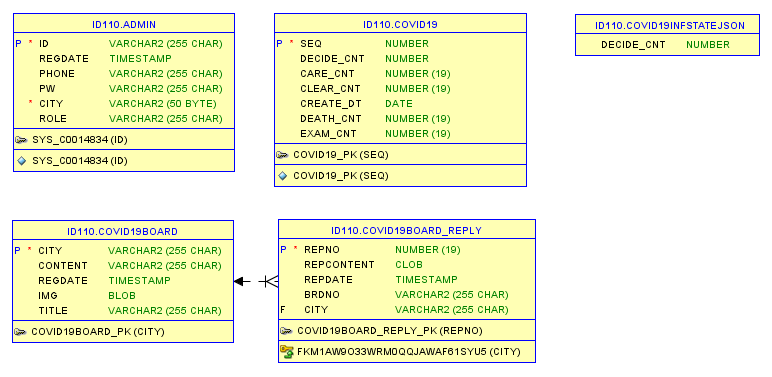 ID110.ADMIN
P * ID VARCHAR2 (255 CHAR)
REGDATE TIMESTAMP
PHONE VARCHAR2 (255 CHAR)
PW VARCHAR2 (255 CHAR)
* CITY VARCHAR2 (50 BYTE)
ROLE VARCHAR2 (255 CHAR)
SYS_C0014834 (ID)
SYS_C0014834 (ID)
ID110.COVID19
P * SEQ NUMBER
DECIDE_CNT NUMBER
CARE_CNT NUMBER (19)
CLEAR_CNT NUMBER (19)
CREATE_DT DATE
DEATH_CNT NUMBER (19)
EXAM_CNT NUMBER (19)
COVID19_PK (SEQ)
COVID19_PK (SEQ)
ID110.COVID19INFSTATEJSON
DECIDE_CNT NUMBER
ID110.COVID19BOARD
P * CITY VARCHAR2 (255 CHAR)
CONTENT VARCHAR2 (255 CHAR)
REGDATE TIMESTAMP
IMG BLOB
TITLE VARCHAR2 (255 CHAR)
COVID19BOARD_PK (CITY)
ID110.COVID19BOARD_REPLY
P * REPNO NUMBER (19)
REPCONTENT CLOB
REPDATE TIMESTAMP
BRDNO VARCHAR2 (255 CHAR)
F CITY VARCHAR2 (255 CHAR)
COVID19BOARD_REPLY_PK (REPNO)
FKM1AW9O33WRM0QQJAWAF61SYU5 (CITY)